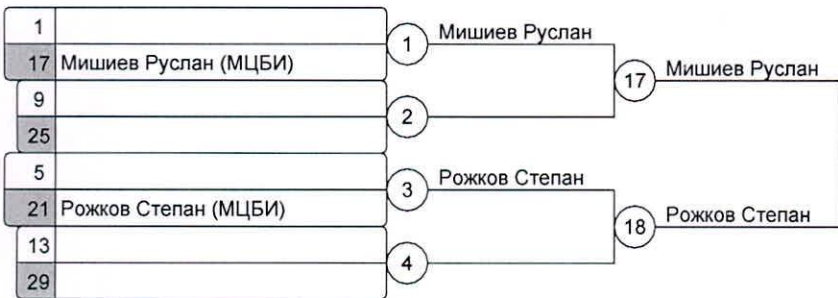 1
1
Мишиев Руслан
17 Мишиев Руслан (МЦБИ)
17
Мишиев Руслан
9
2
25
5
3
Рожков Степан
21 Рожков Степан (МЦБИ)
18
Рожков Степан
13
4
29